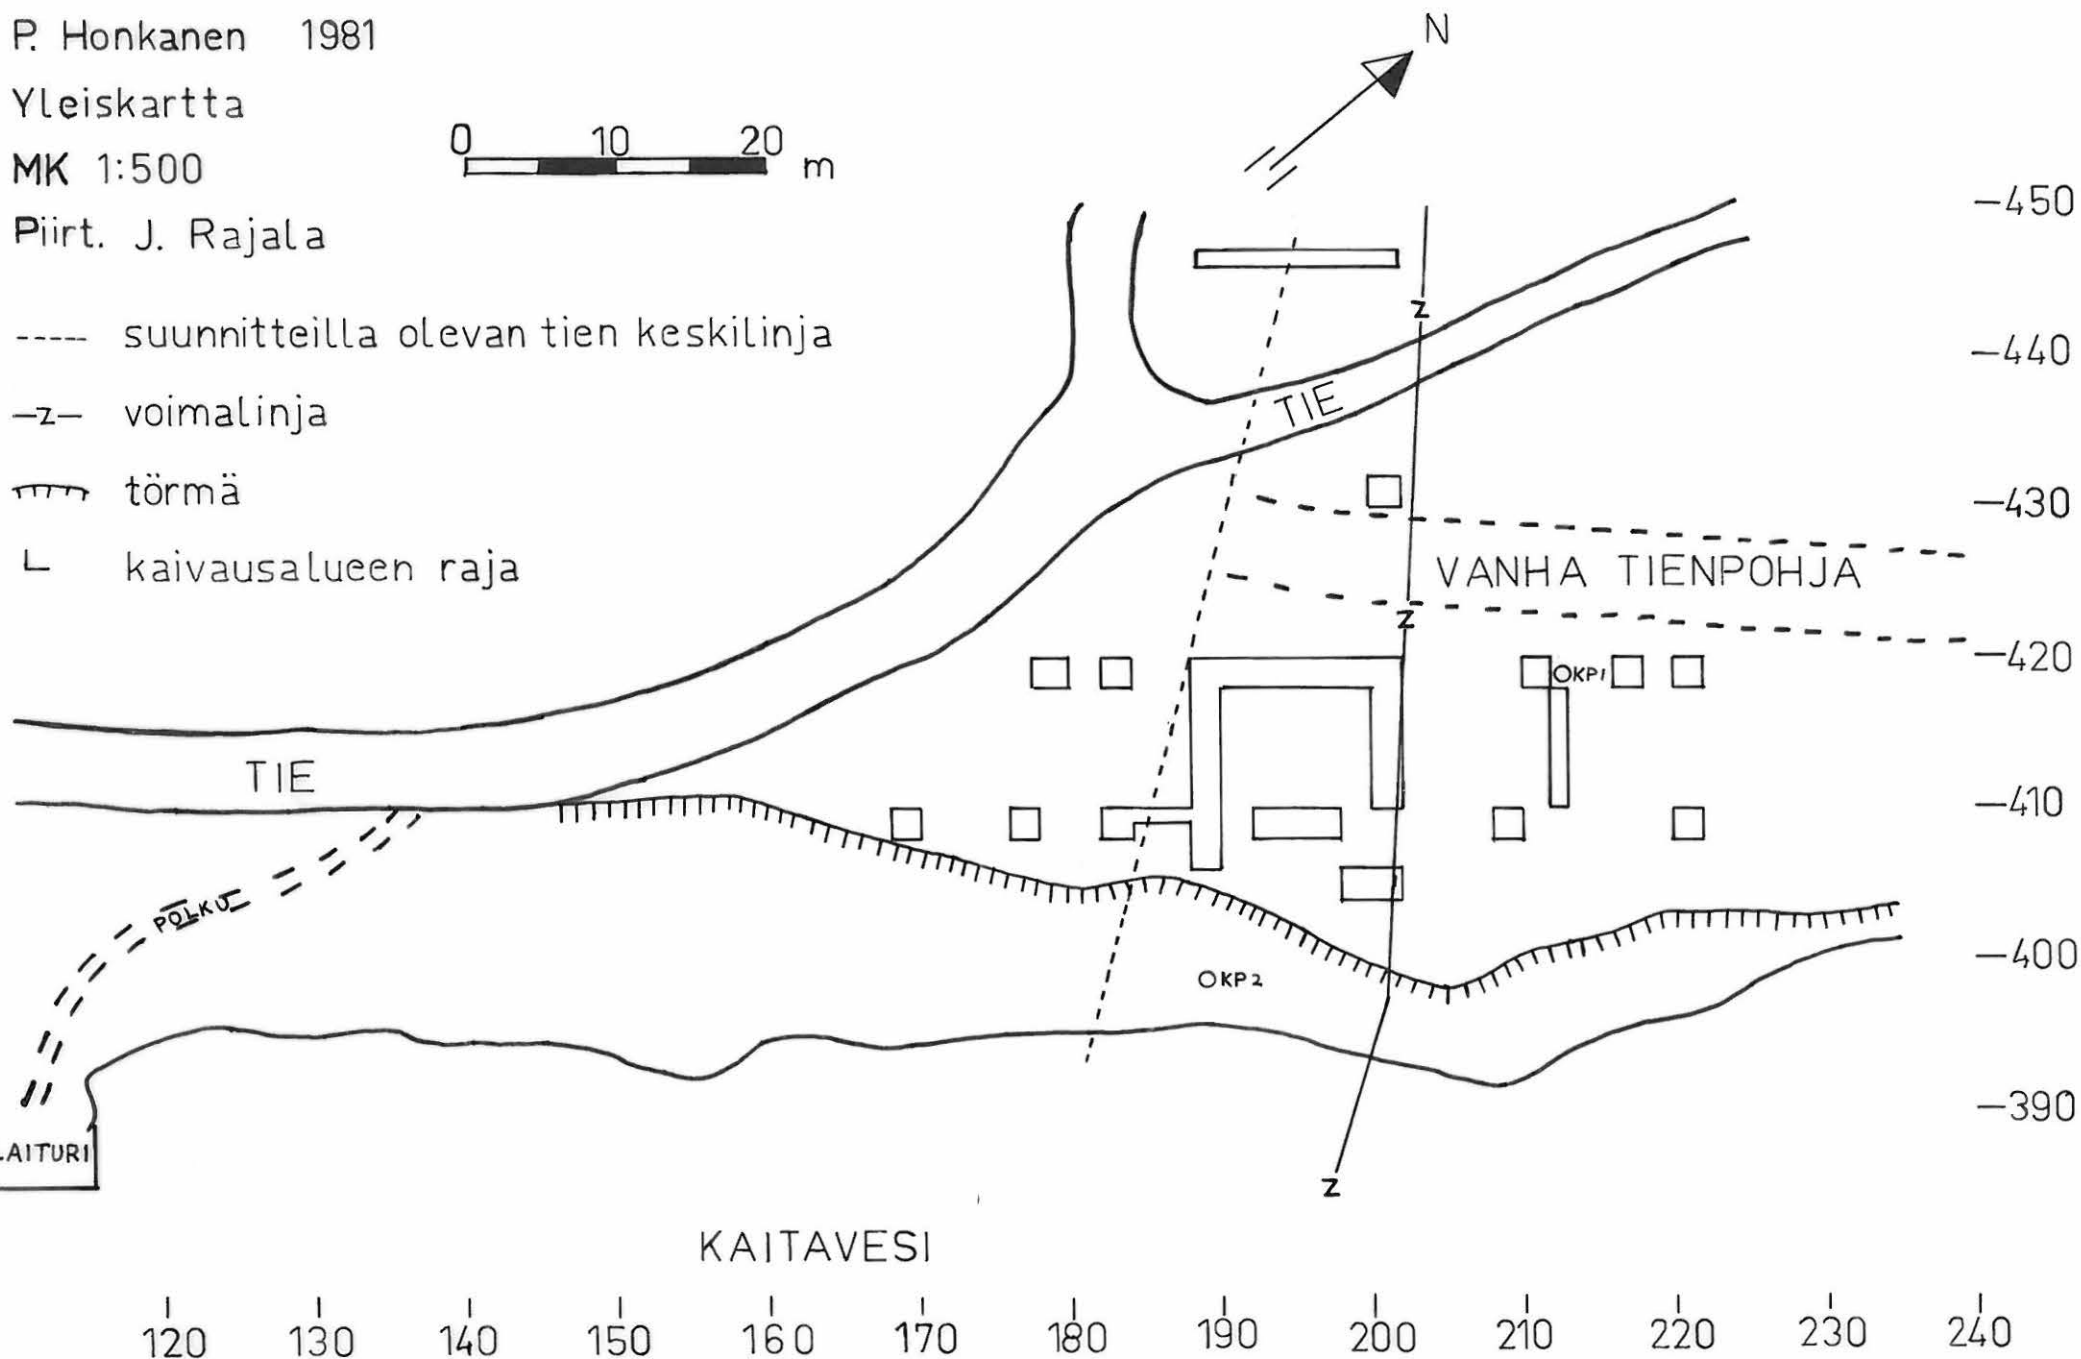 P. Honkanen 1981
Yleiskartta
MK 1:500
Piirt. J. Rajala
0 10 20 m
N
suunnitteilla olevan tien keskilinja
-z- voimalinja
törmä
kaivausalueen raja
-450
z
-440
TIE
-430
VANHA TIENPOHJA
z
-420
OKP1
TIE
-410
POLKU
-400
OKP2
-390
LAITURI
z
KAITAVESI
120 130 140 150 160 170 180 190 200 210 220 230 240